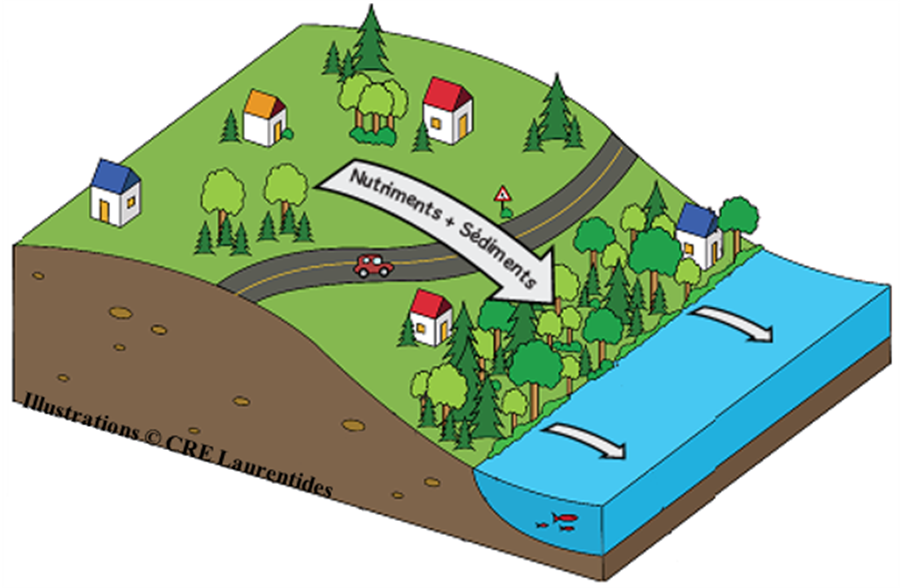 Nutriments + Sédiments
Illustrations © CRE Laurentides